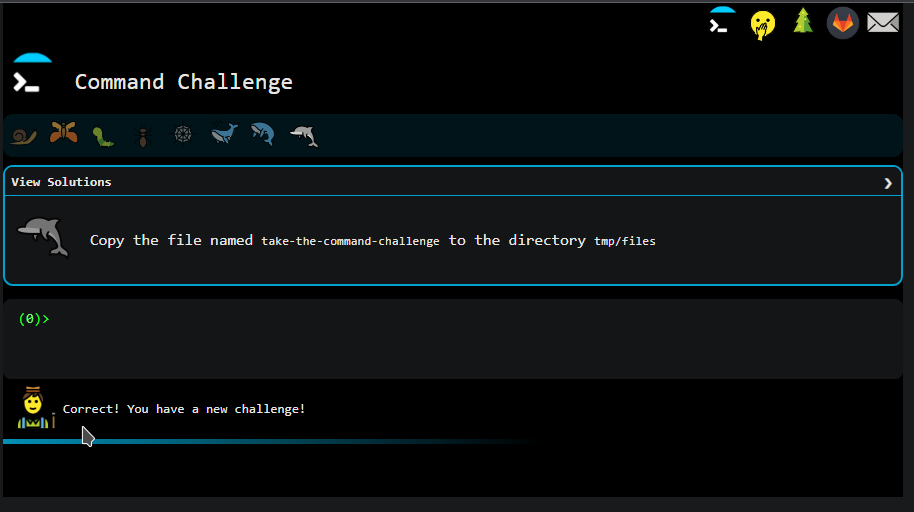 Command Challenge
View Solutions
Copy the file named take-the-command-challenge to the directory tmp/files
(0)>
Correct! You have a new challenge!